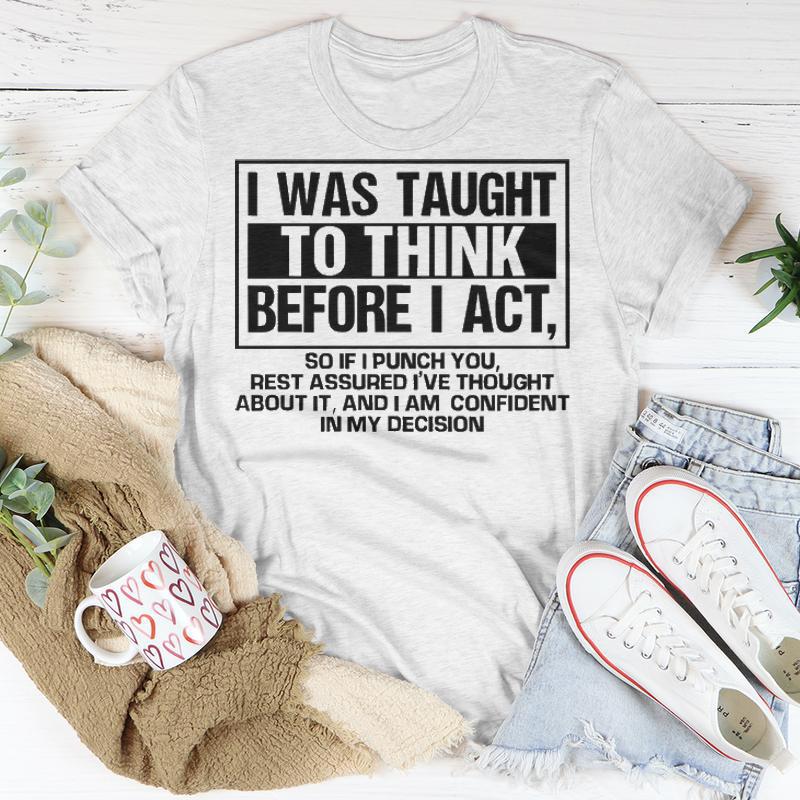 I WAS TAUGHT
TO THINK
BEFORE I ACT,
SO IF I PUNCH YOU,
REST ASSURED I'VE THOUGHT
ABOUT IT, AND I AM CONFIDENT
IN MY DECISION